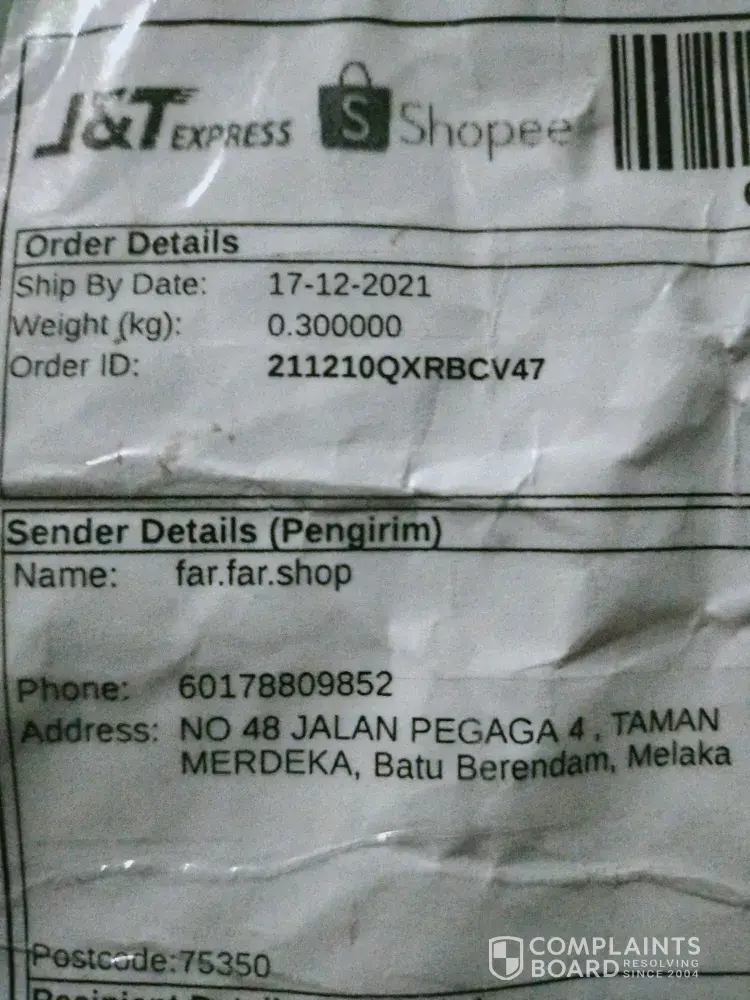 J&T EXPRESS S Shopee
Order Details
Ship By Date: 17-12-2021
Weight (kg): 0.300000
Order ID: 211210QXRBCV47
Sender Details (Pengirim)
Name: far.far.shop
Phone: 60178809852
Address: NO 48 JALAN PEGAGA 4 , TAMAN
MERDEKA, Batu Berendam, Melaka
Postcode:75350
COMPLAINTS
BOARD RESOLVING
SINCE 2004